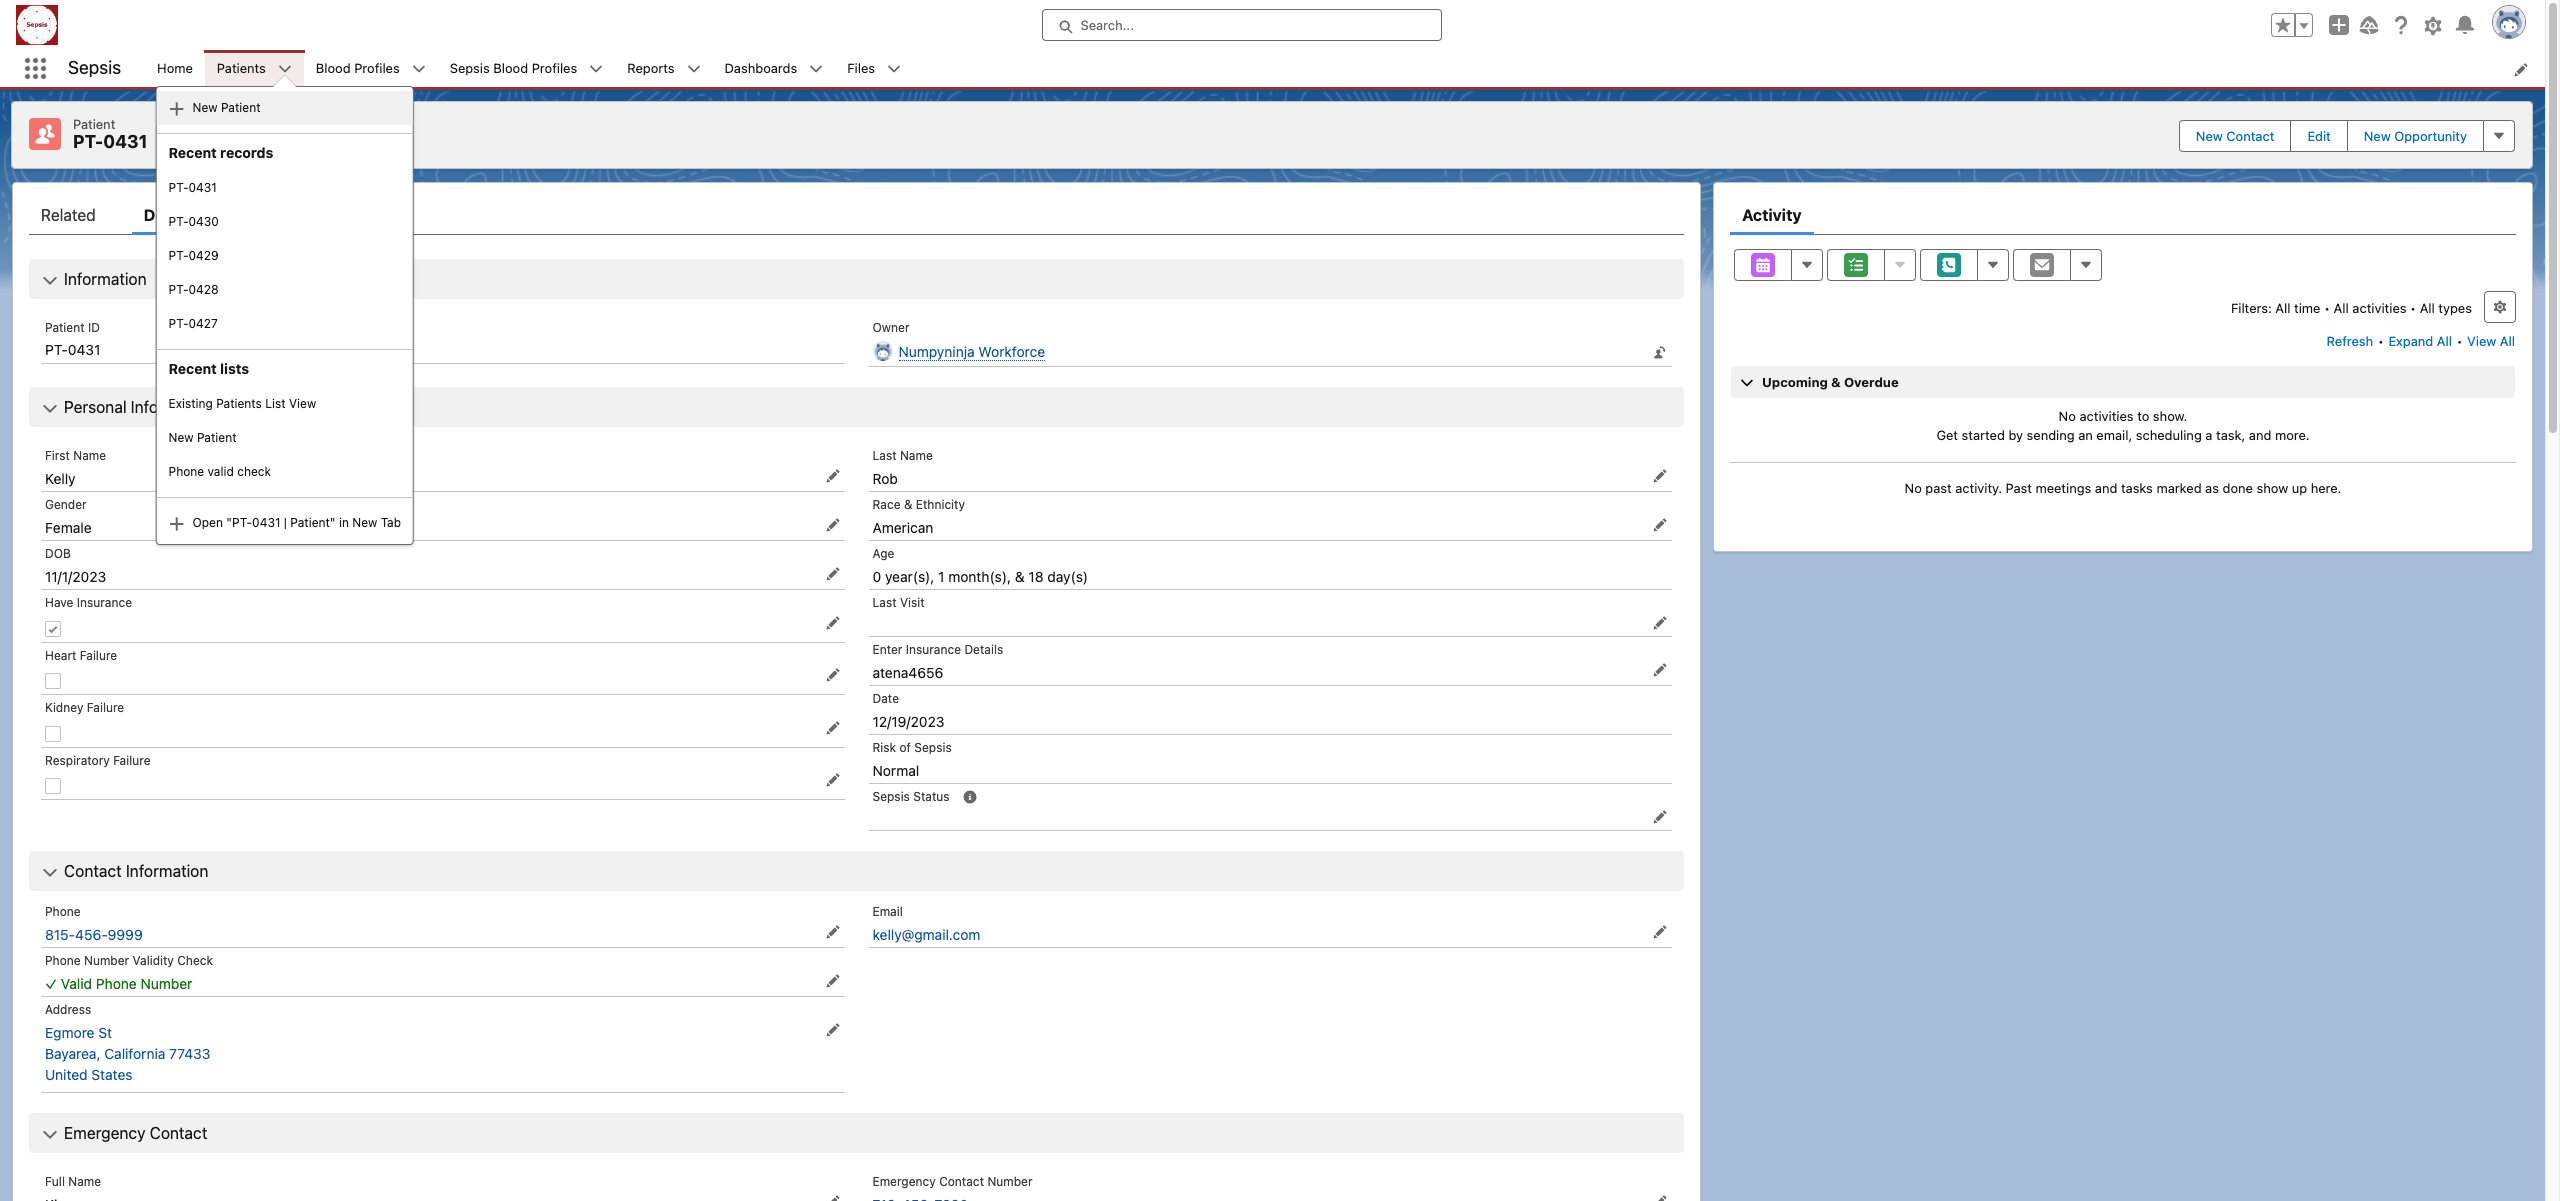 Sepsis
Search...
Sepsis
Home
Patients
Blood Profiles
Sepsis Blood Profiles
Reports
Dashboards
Files
New Patient
Recent records
PT-0431
PT-0430
PT-0429
PT-0428
PT-0427
Recent lists
Existing Patients List View
New Patient
Phone valid check
Open "PT-0431 | Patient" in New Tab
Patient
PT-0431
New Contact
Edit
New Opportunity
Related
D
Information
Patient ID
PT-0431
Owner
Numpyninja Workforce
Personal Info
First Name
Kelly
Last Name
Rob
Gender
Female
Race & Ethnicity
American
DOB
11/1/2023
Age
0 year(s), 1 month(s), & 18 day(s)
Have Insurance
Last Visit
Heart Failure
Enter Insurance Details
atena4656
Kidney Failure
Date
12/19/2023
Respiratory Failure
Risk of Sepsis
Normal
Sepsis Status
Contact Information
Phone
815-456-9999
Email
kelly@gmail.com
Phone Number Validity Check
✓ Valid Phone Number
Address
Egmore St
Bayarea, California 77433
United States
Emergency Contact
Full Name
Emergency Contact Number
Activity
Filters: All time • All activities • All types
Refresh • Expand All • View All
Upcoming & Overdue
No activities to show.
Get started by sending an email, scheduling a task, and more.
No past activity. Past meetings and tasks marked as done show up here.